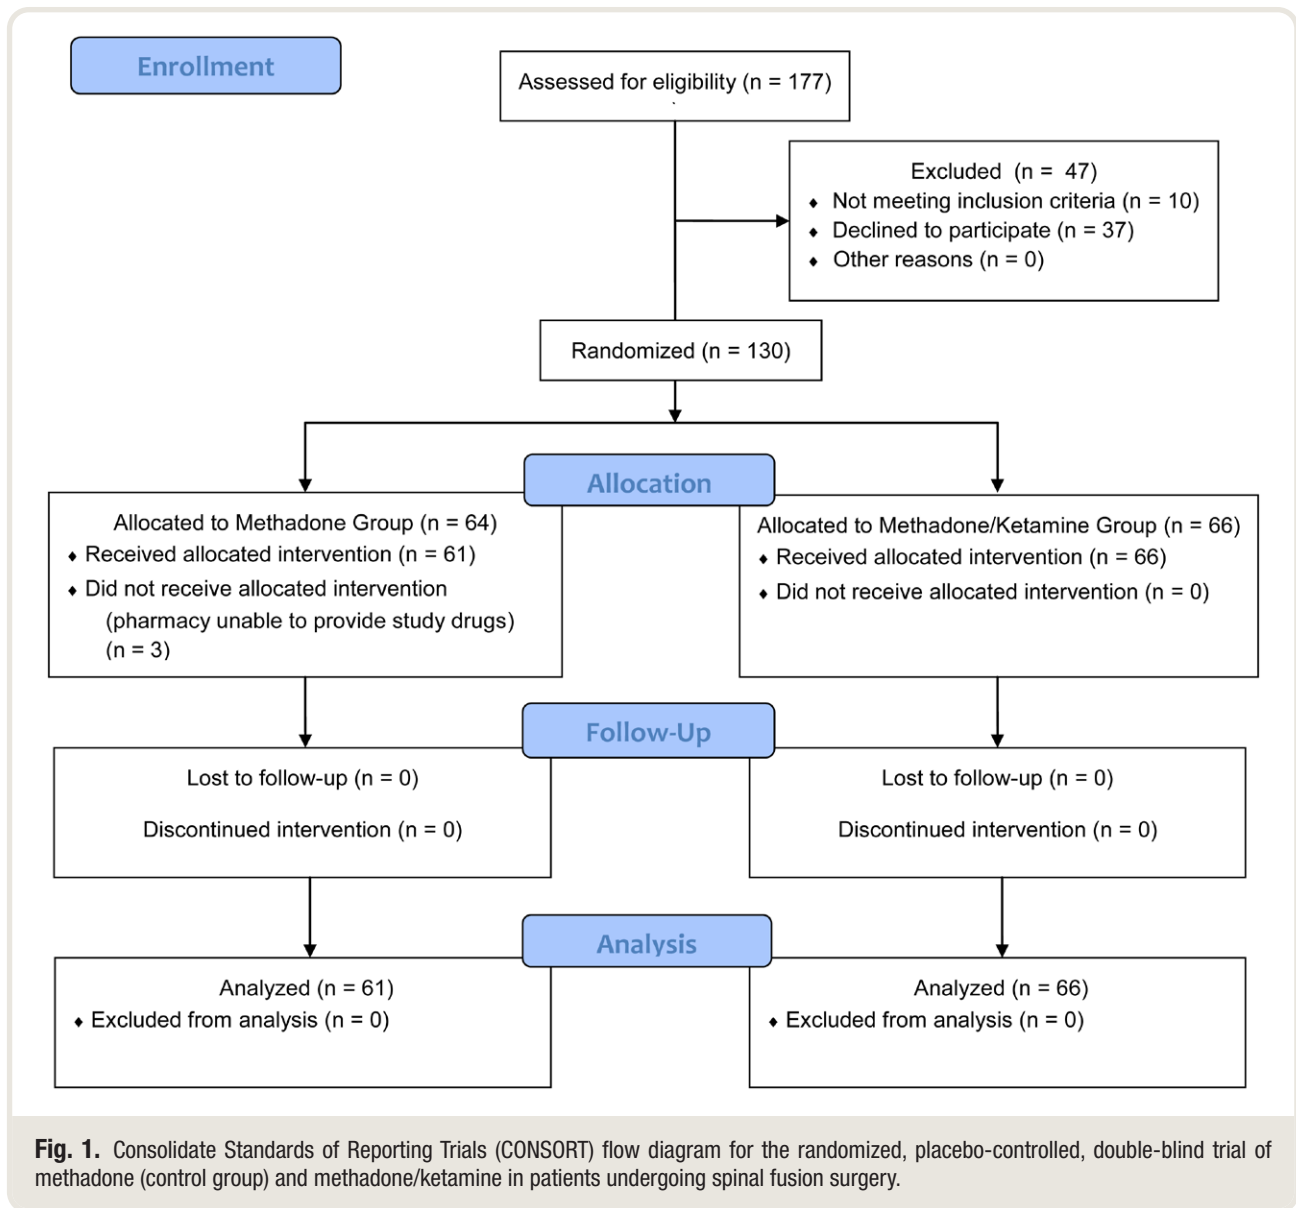 Enrollment
Assessed for eligibility (n = 177)
Excluded (n = 47)
♦ Not meeting inclusion criteria (n = 10)
♦ Declined to participate (n = 37)
♦ Other reasons (n = 0)
Randomized (n = 130)
Allocation
Allocated to Methadone Group (n = 64)
♦ Received allocated intervention (n = 61)
♦ Did not receive allocated intervention
(pharmacy unable to provide study drugs)
(n = 3)
Allocated to Methadone/Ketamine Group (n = 66)
♦ Received allocated intervention (n = 66)
♦ Did not receive allocated intervention (n = 0)
Follow-Up
Lost to follow-up (n = 0)
Discontinued intervention (n = 0)
Lost to follow-up (n = 0)
Discontinued intervention (n = 0)
Analysis
Analyzed (n = 61)
♦ Excluded from analysis (n = 0)
Analyzed (n = 66)
♦ Excluded from analysis (n = 0)
Fig. 1. Consolidate Standards of Reporting Trials (CONSORT) flow diagram for the randomized, placebo-controlled, double-blind trial of
methadone (control group) and methadone/ketamine in patients undergoing spinal fusion surgery.